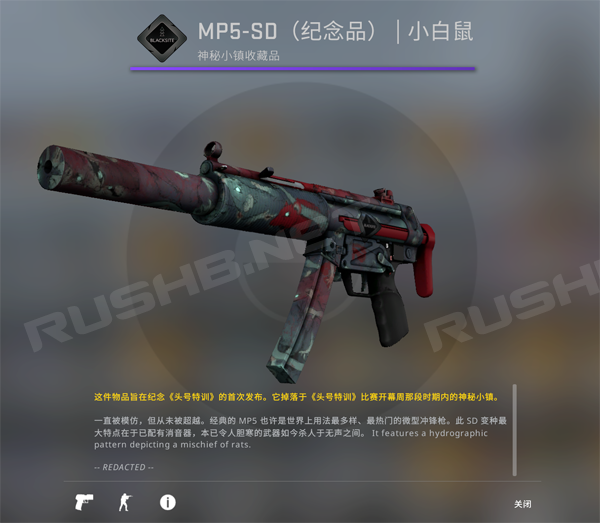 BLACKSITE
MP5-SD（纪念品） | 小白鼠
神秘小镇收藏品
RUSHB.NE
RUSHB
这件物品旨在纪念《头号特训》的首次发布。它掉落于《头号特训》比赛开幕周那段时期内的神秘小镇。
一直被模仿，但从未被超越。经典的 MP5 也许是世界上用法最多样、最热门的微型冲锋枪。此 SD 变种最
大特点在于已配有消音器，本已令人胆寒的武器如今杀人于无声之间。 It features a hydrographic
pattern depicting a mischief of rats.
-- REDACTED --
关闭